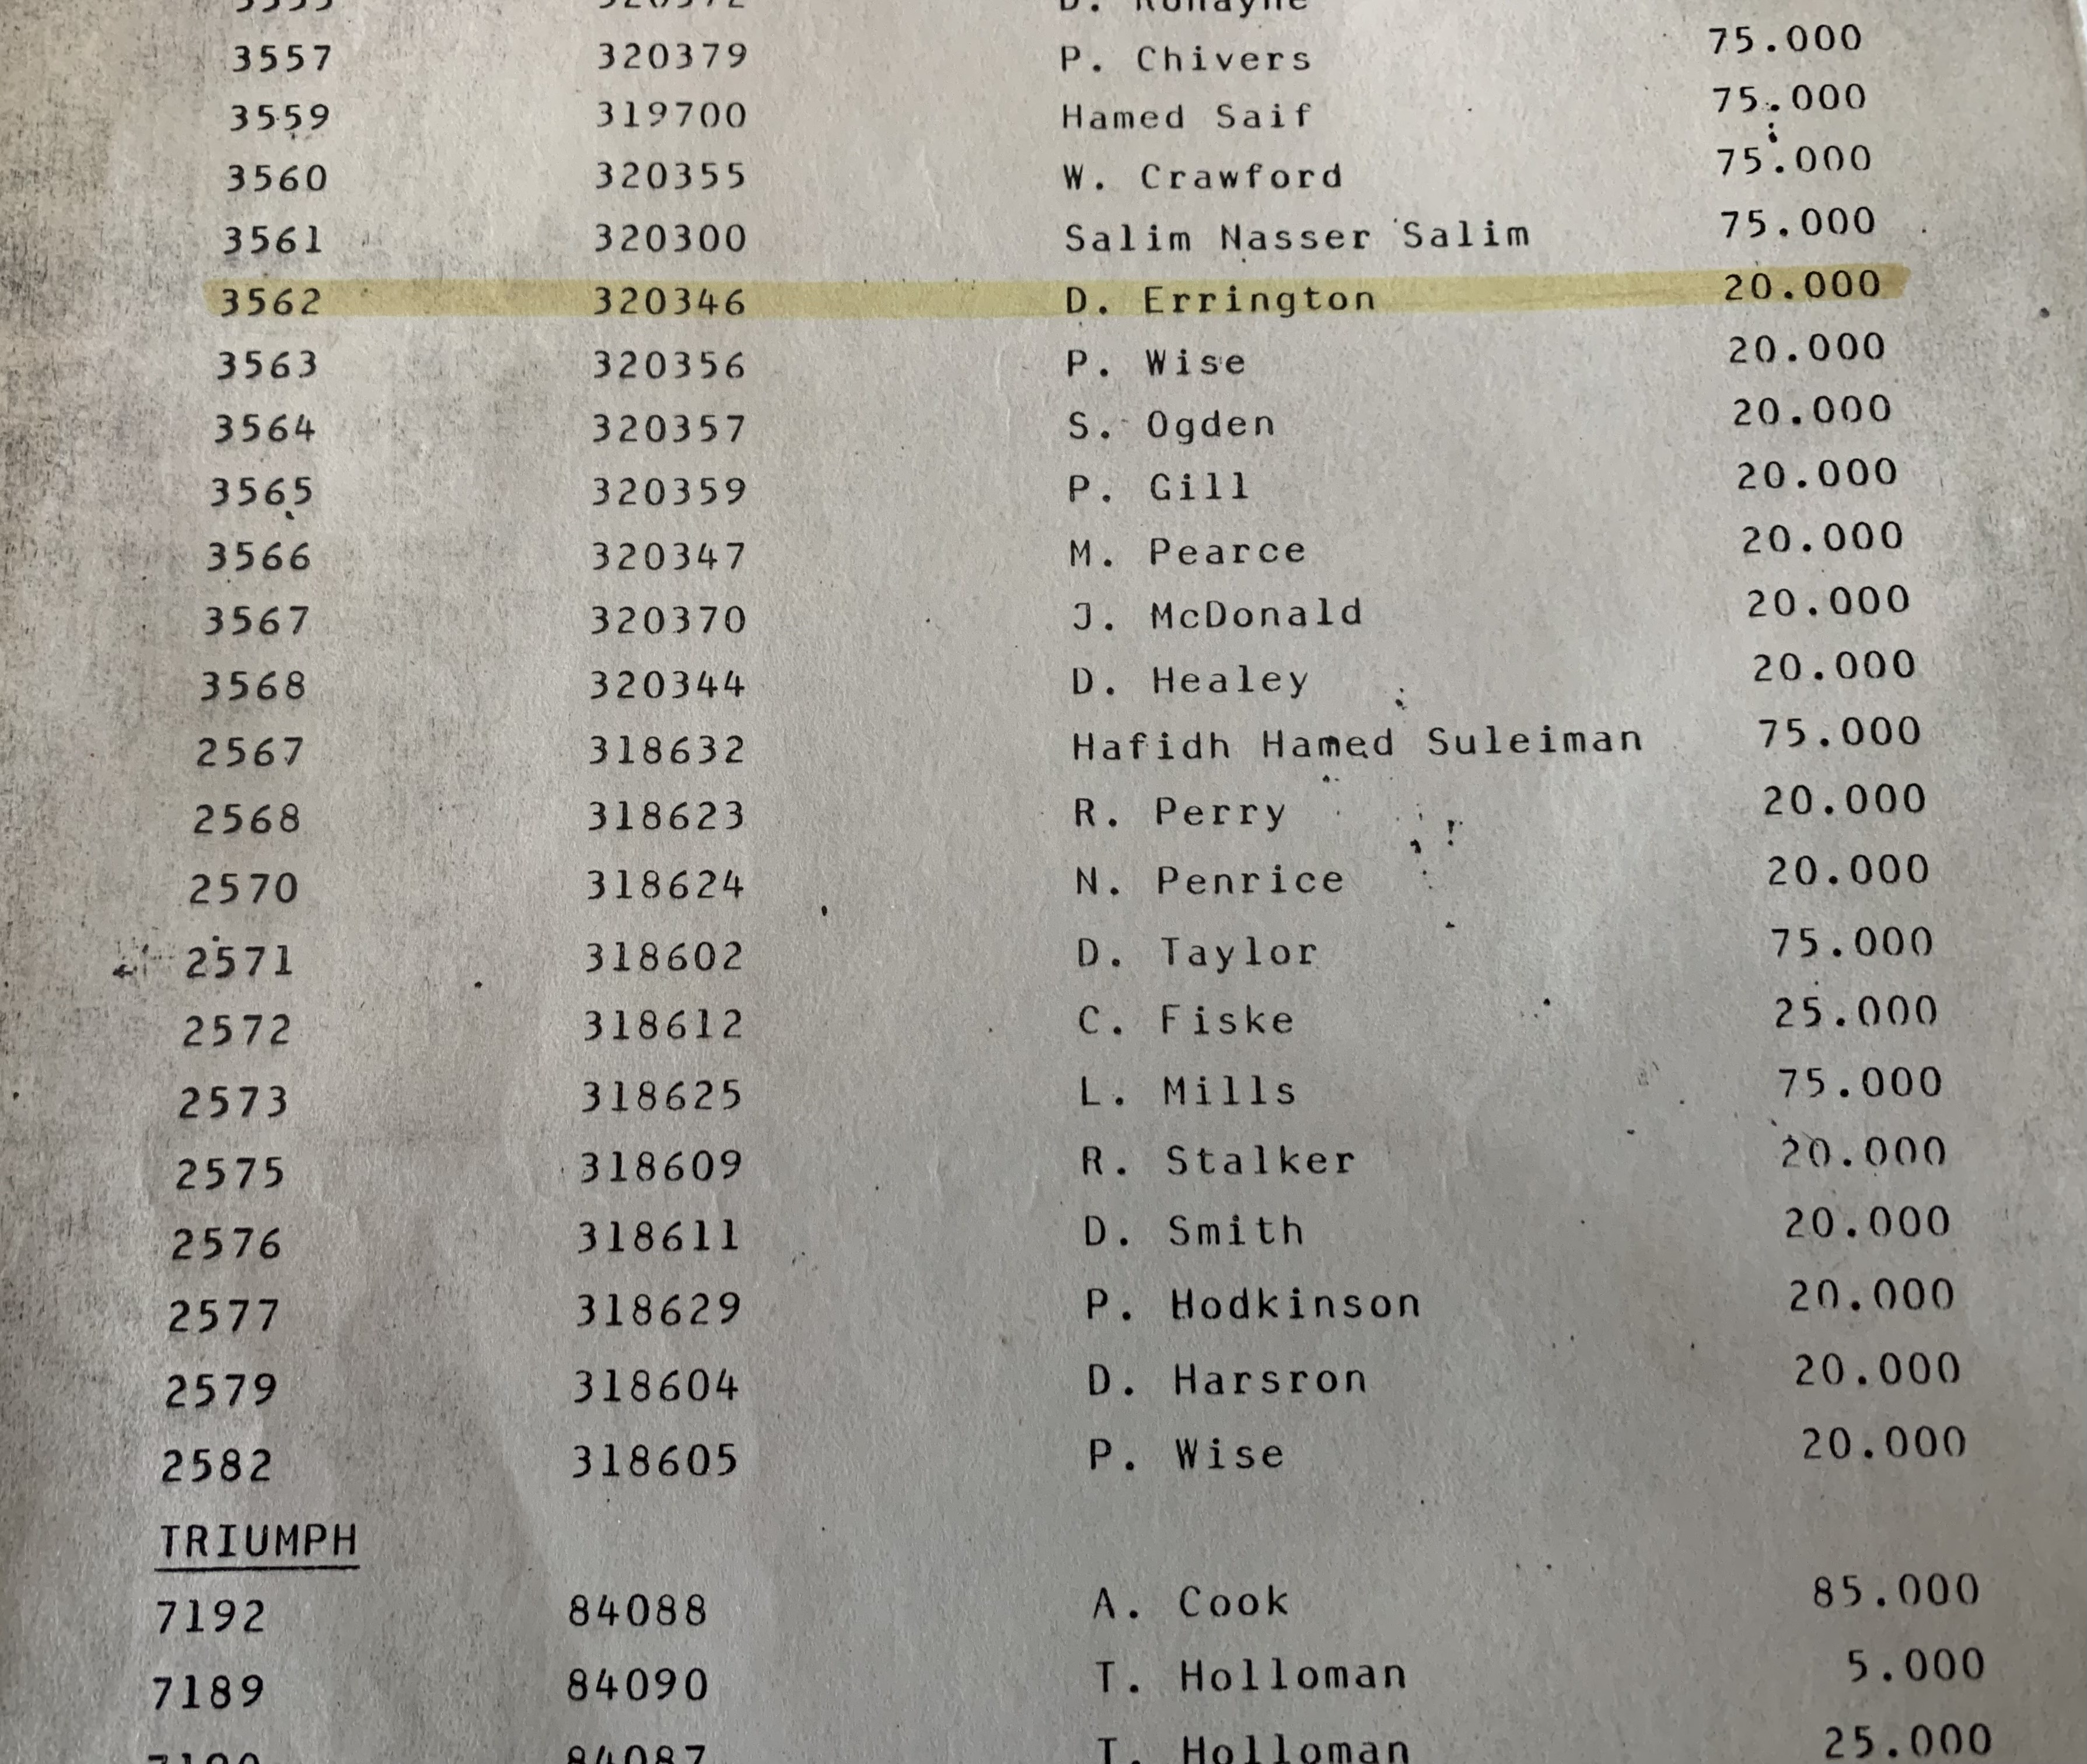 D. Ronayne
3557 320379 P. Chivers 75.000
3559 319700 Hamed Saif 75.000
3560 320355 W. Crawford 75.000
3561 320300 Salim Nasser Salim 75.000
3562 320346 D. Errington 20.000
3563 320356 P. Wise 20.000
3564 320357 S. Ogden 20.000
3565 320359 P. Gill 20.000
3566 320347 M. Pearce 20.000
3567 320370 J. McDonald 20.000
3568 320344 D. Healey 20.000
2567 318632 Hafidh Hamed Suleiman 75.000
2568 318623 R. Perry 20.000
2570 318624 N. Penrice 20.000
2571 318602 D. Taylor 75.000
2572 318612 C. Fiske 25.000
2573 318625 L. Mills 75.000
2575 318609 R. Stalker 20.000
2576 318611 D. Smith 20.000
2577 318629 P. Hodkinson 20.000
2579 318604 D. Harsron 20.000
2582 318605 P. Wise 20.000
TRIUMPH
7192 84088 A. Cook 85.000
7189 84090 T. Holloman 5.000
84087 T. Holloman 25.000